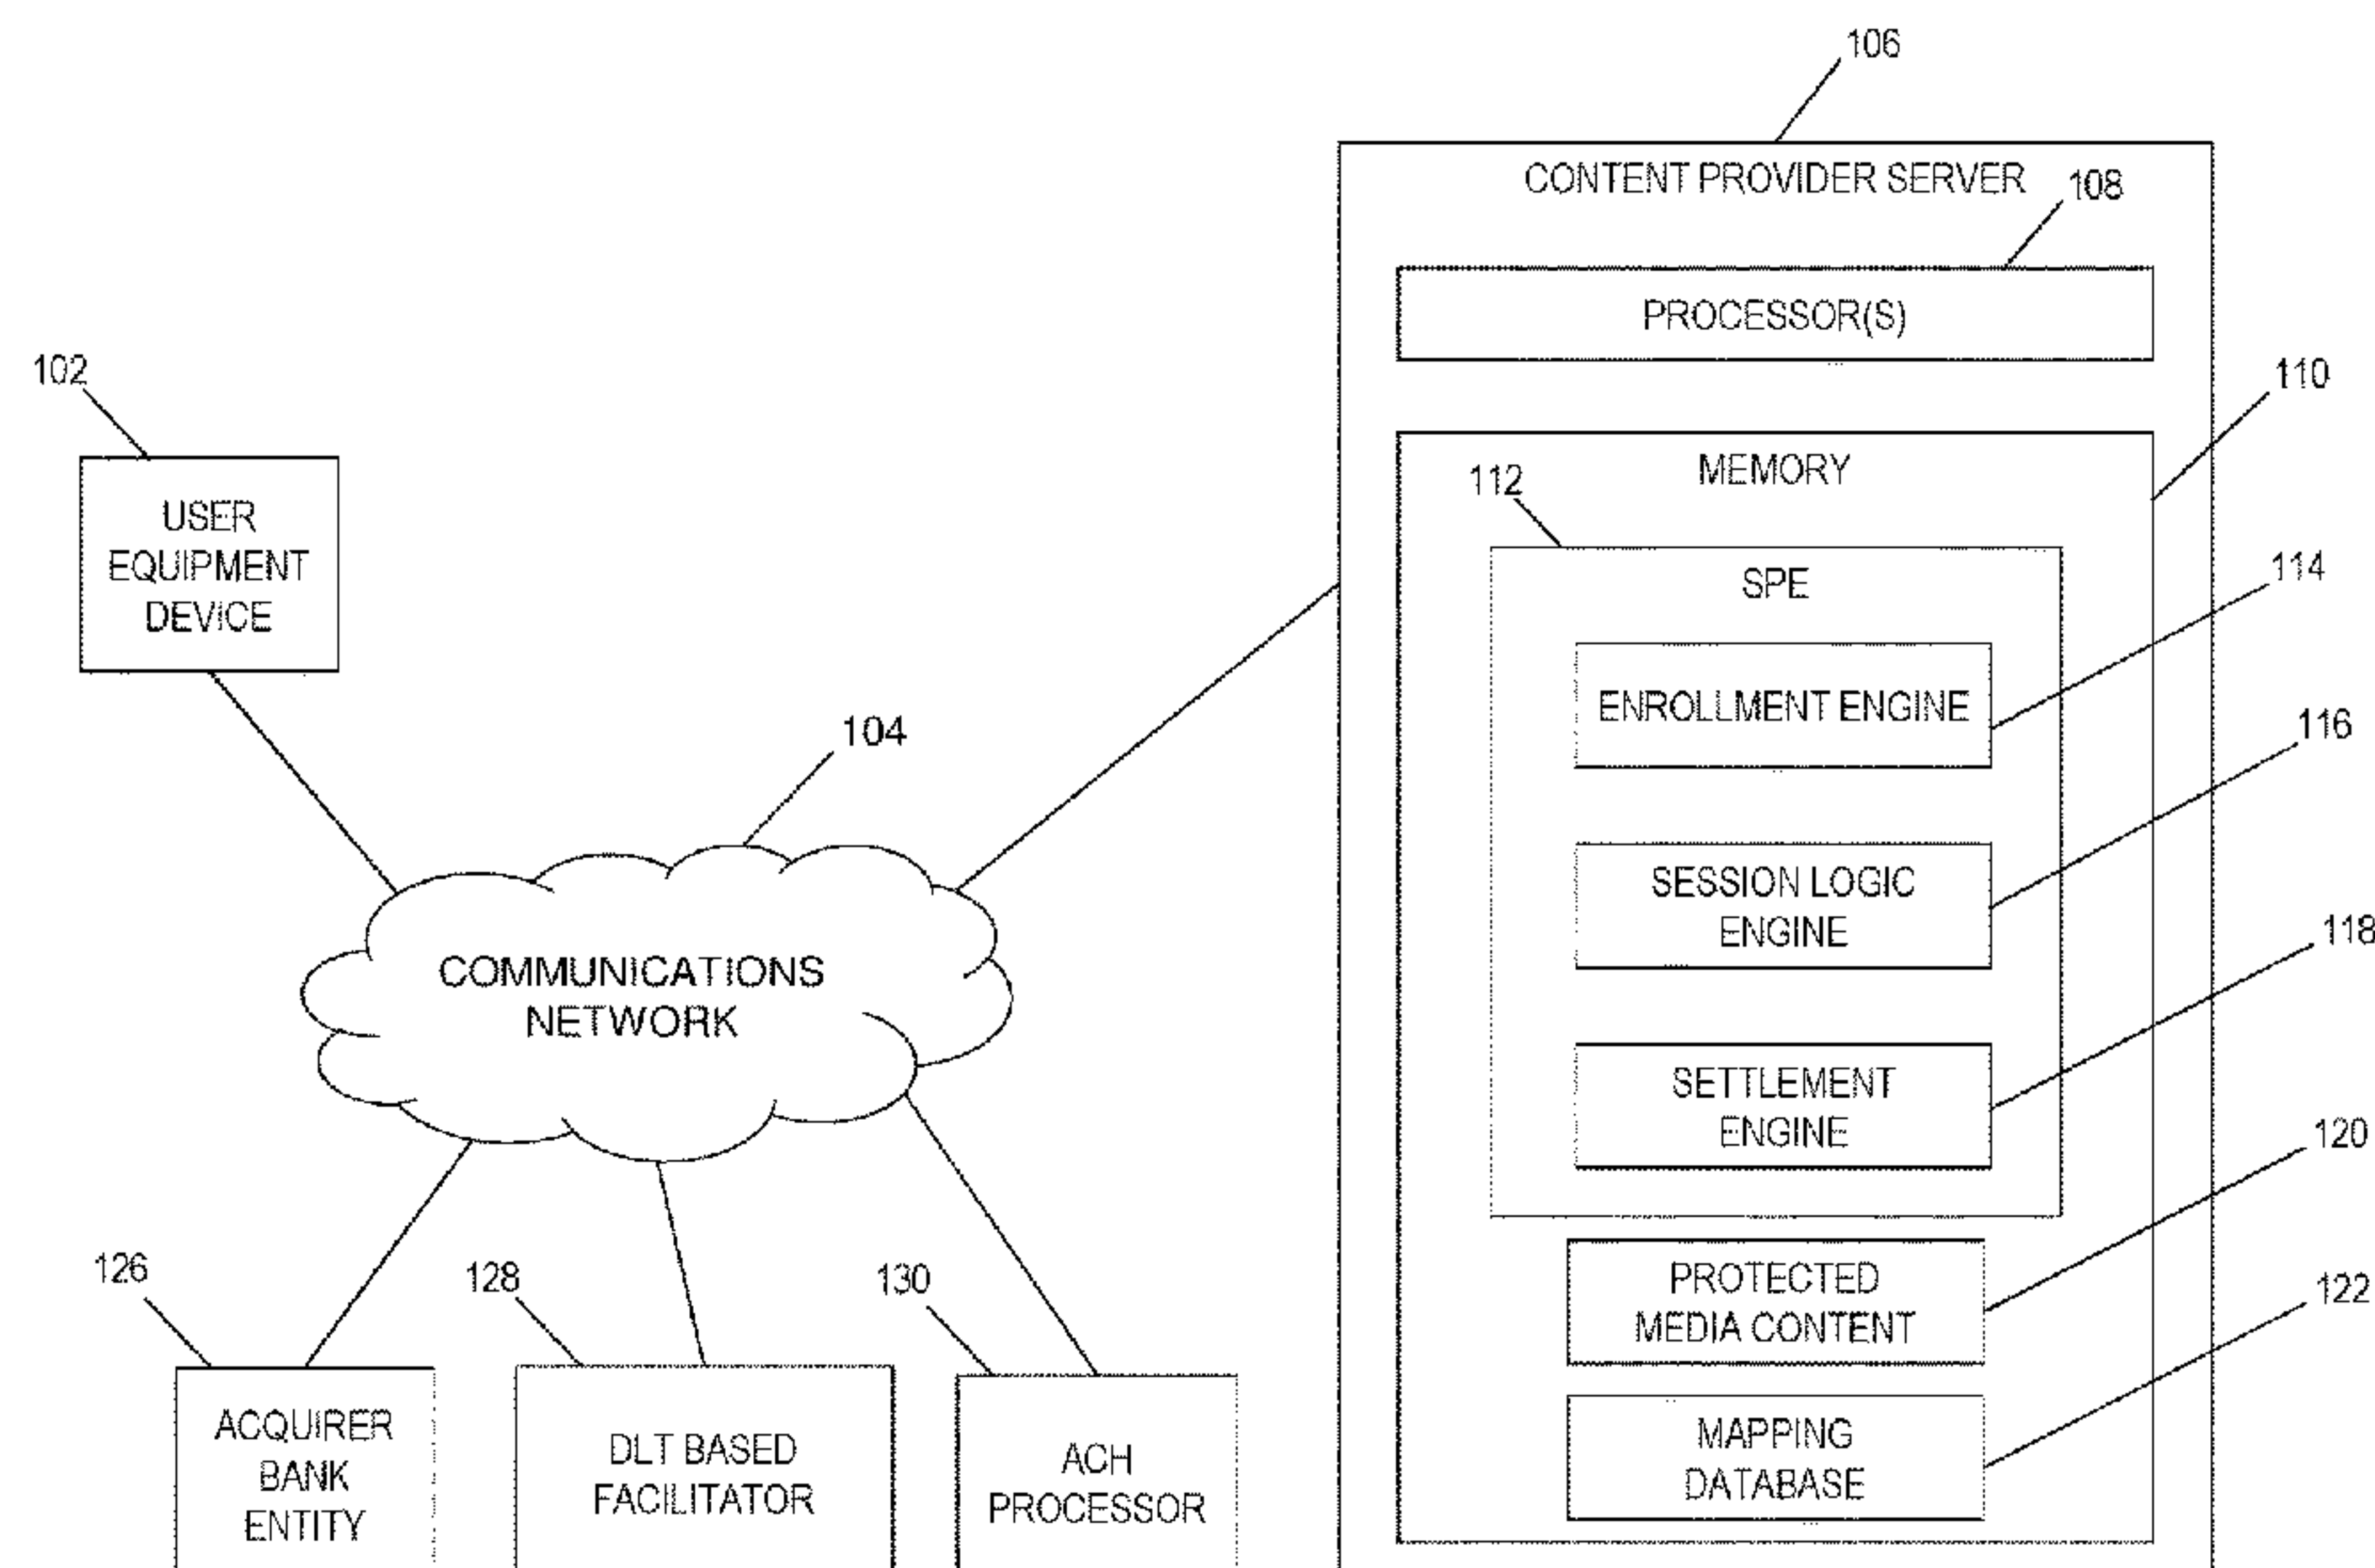 106
CONTENT PROVIDER SERVER
108
PROCESSOR(S)
102
110
MEMORY
112
USER
EQUIPMENT
DEVICE
SPE
114
ENROLLMENT ENGINE
104
116
SESSION LOGIC
ENGINE
118
COMMUNICATIONS
NETWORK
SETTLEMENT
ENGINE
120
126
128
130
PROTECTED
MEDIA CONTENT
122
ACQUIRER
BANK
ENTITY
DLT BASED
FACILITATOR
ACH
PROCESSOR
MAPPING
DATABASE